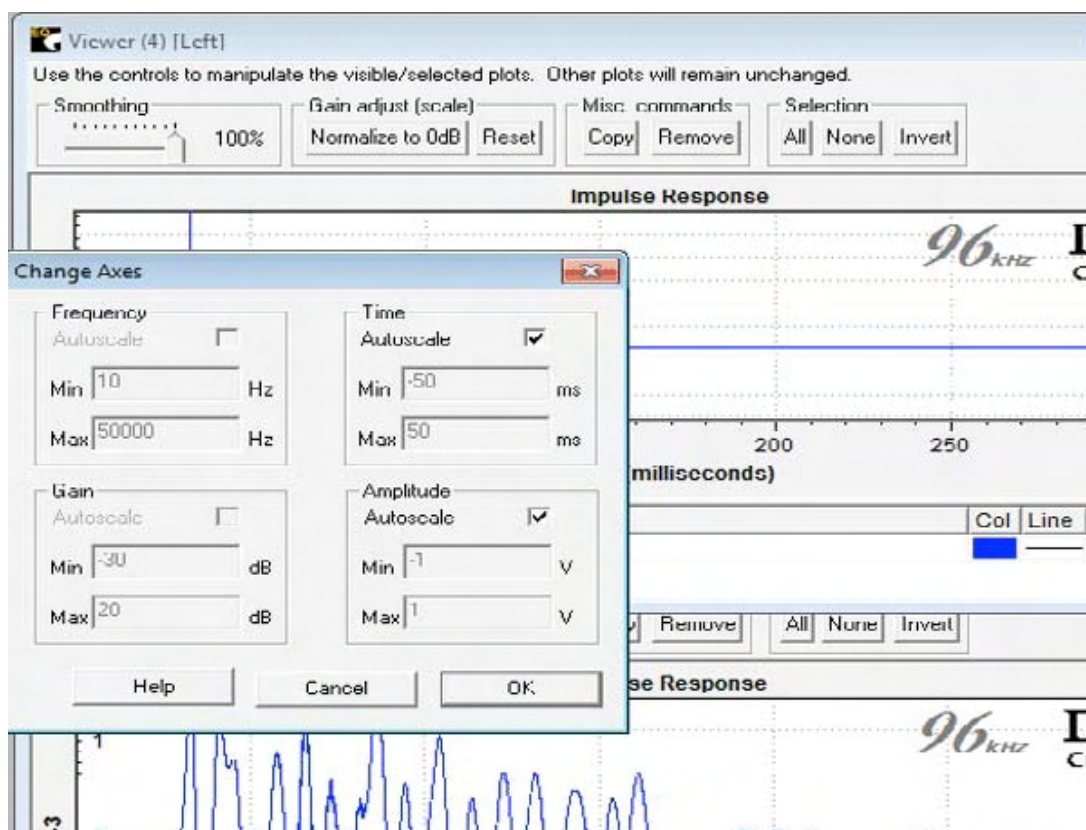 Viewer (4) [Left]
Use the controls to manipulate the visible/selected plots. Other plots will remain unchanged.
Smoothing
100%
Gain adjust (scale)
Normalize to 0dB Reset
Misc. commands
Copy Remove
Selection
All None Invert
Impulse Response
96kHz D
C
200 250
milliseconds)
Col Line
Change Axes
Frequency
Autoscale
Min 10 Hz
Max 50000 Hz
Time
Autoscale
Min -50 ms
Max 50 ms
Gain
Autoscale
Min -30 dB
Max 20 dB
Amplitude
Autoscale
Min -1 V
Max 1 V
Help Cancel OK
Remove All None Invert
se Response
96kHz D
C
1
3